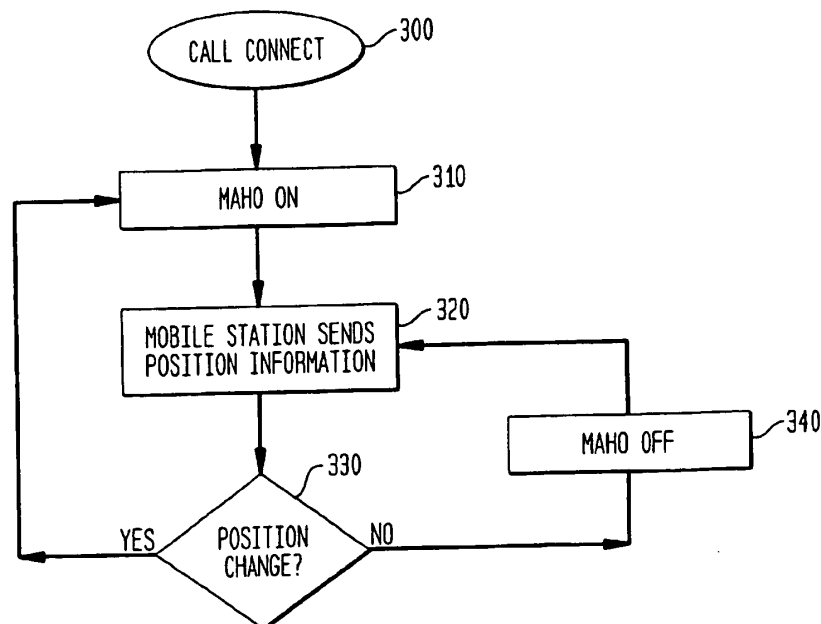 CALL CONNECT
300
MAHO ON
310
MOBILE STATION SENDS
POSITION INFORMATION
320
MAHO OFF
340
330
YES
POSITION
CHANGE?
NO